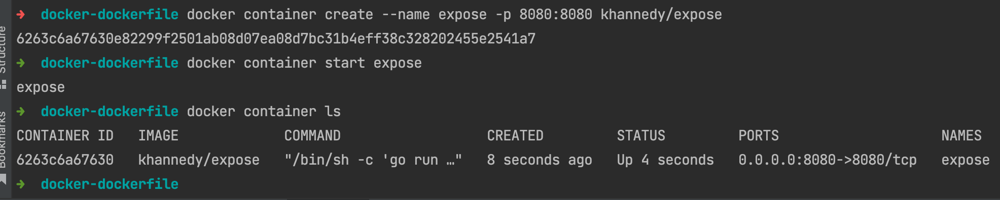 ➜  docker-dockerfile docker container create --name expose -p 8080:8080 khannedy/expose
6263c6a67630e82299f2501ab08d07ea08d7bc31b4eff38c328202455e2541a7
➜  docker-dockerfile docker container start expose
expose
➜  docker-dockerfile docker container ls
CONTAINER ID   IMAGE             COMMAND                  CREATED         STATUS         PORTS                    NAMES
6263c6a67630   khannedy/expose   "/bin/sh -c 'go run …"   8 seconds ago   Up 4 seconds   0.0.0.0:8080->8080/tcp   expose
➜  docker-dockerfile
Structure
Bookmarks